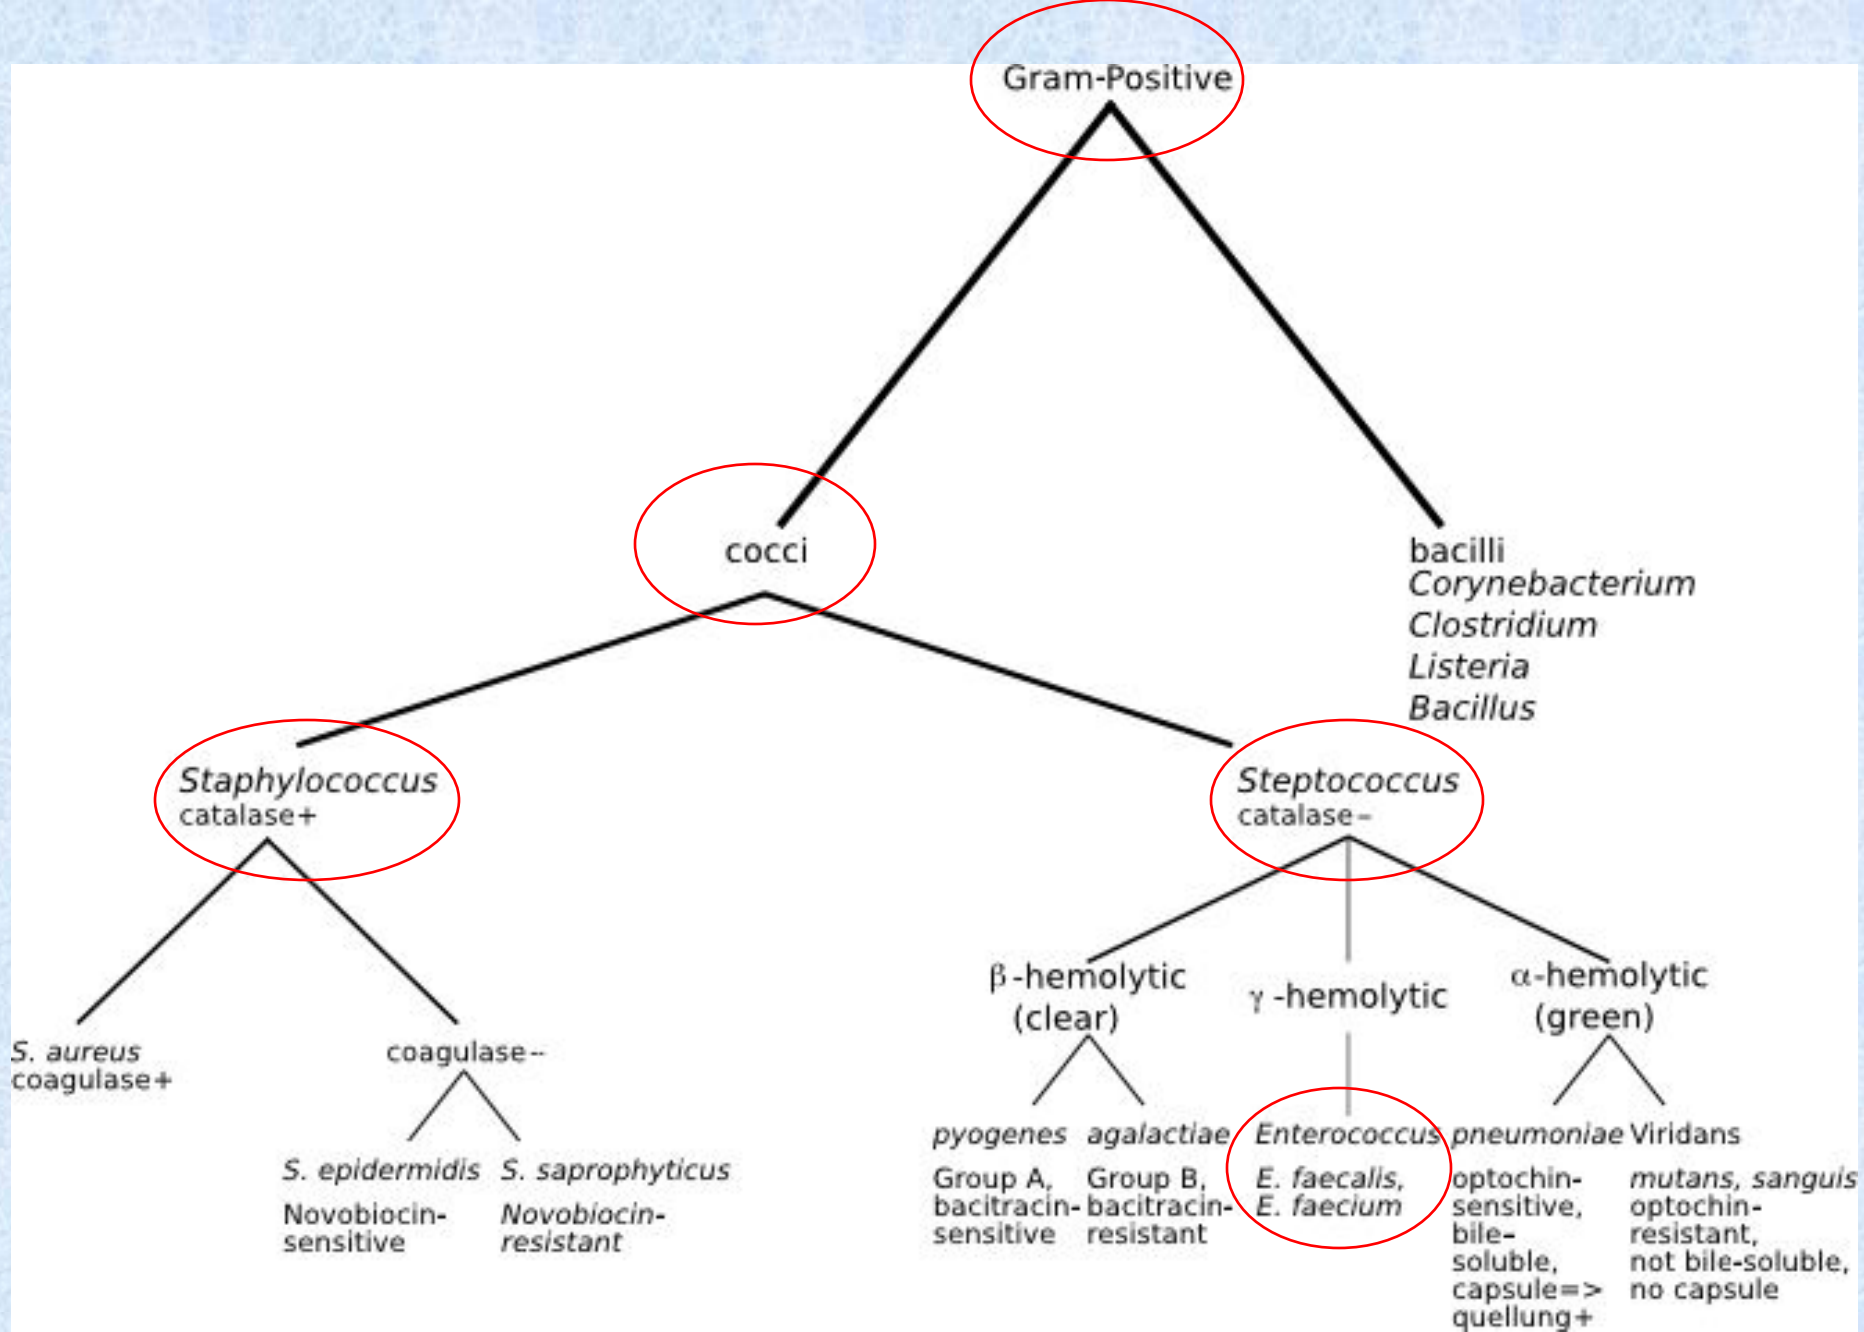 Gram-Positive
cocci
bacilli
Corynebacterium
Clostridium
Listeria
Bacillus
Staphylococcus
catalase+
Steptococcus
catalase–
β-hemolytic
(clear)
γ-hemolytic
α-hemolytic
(green)
S. aureus
coagulase+
coagulase–
S. epidermidis
Novobiocin-
sensitive
S. saprophyticus
Novobiocin-
resistant
pyogenes
Group A,
bacitracin-
sensitive
agalactiae
Group B,
bacitracin-
resistant
Enterococcus
E. faecalis,
E. faecium
pneumoniae
optochin-
sensitive,
bile–
soluble,
capsule=>
quellung+
Viridans
mutans, sanguis
optochin-
resistant,
not bile-soluble,
no capsule